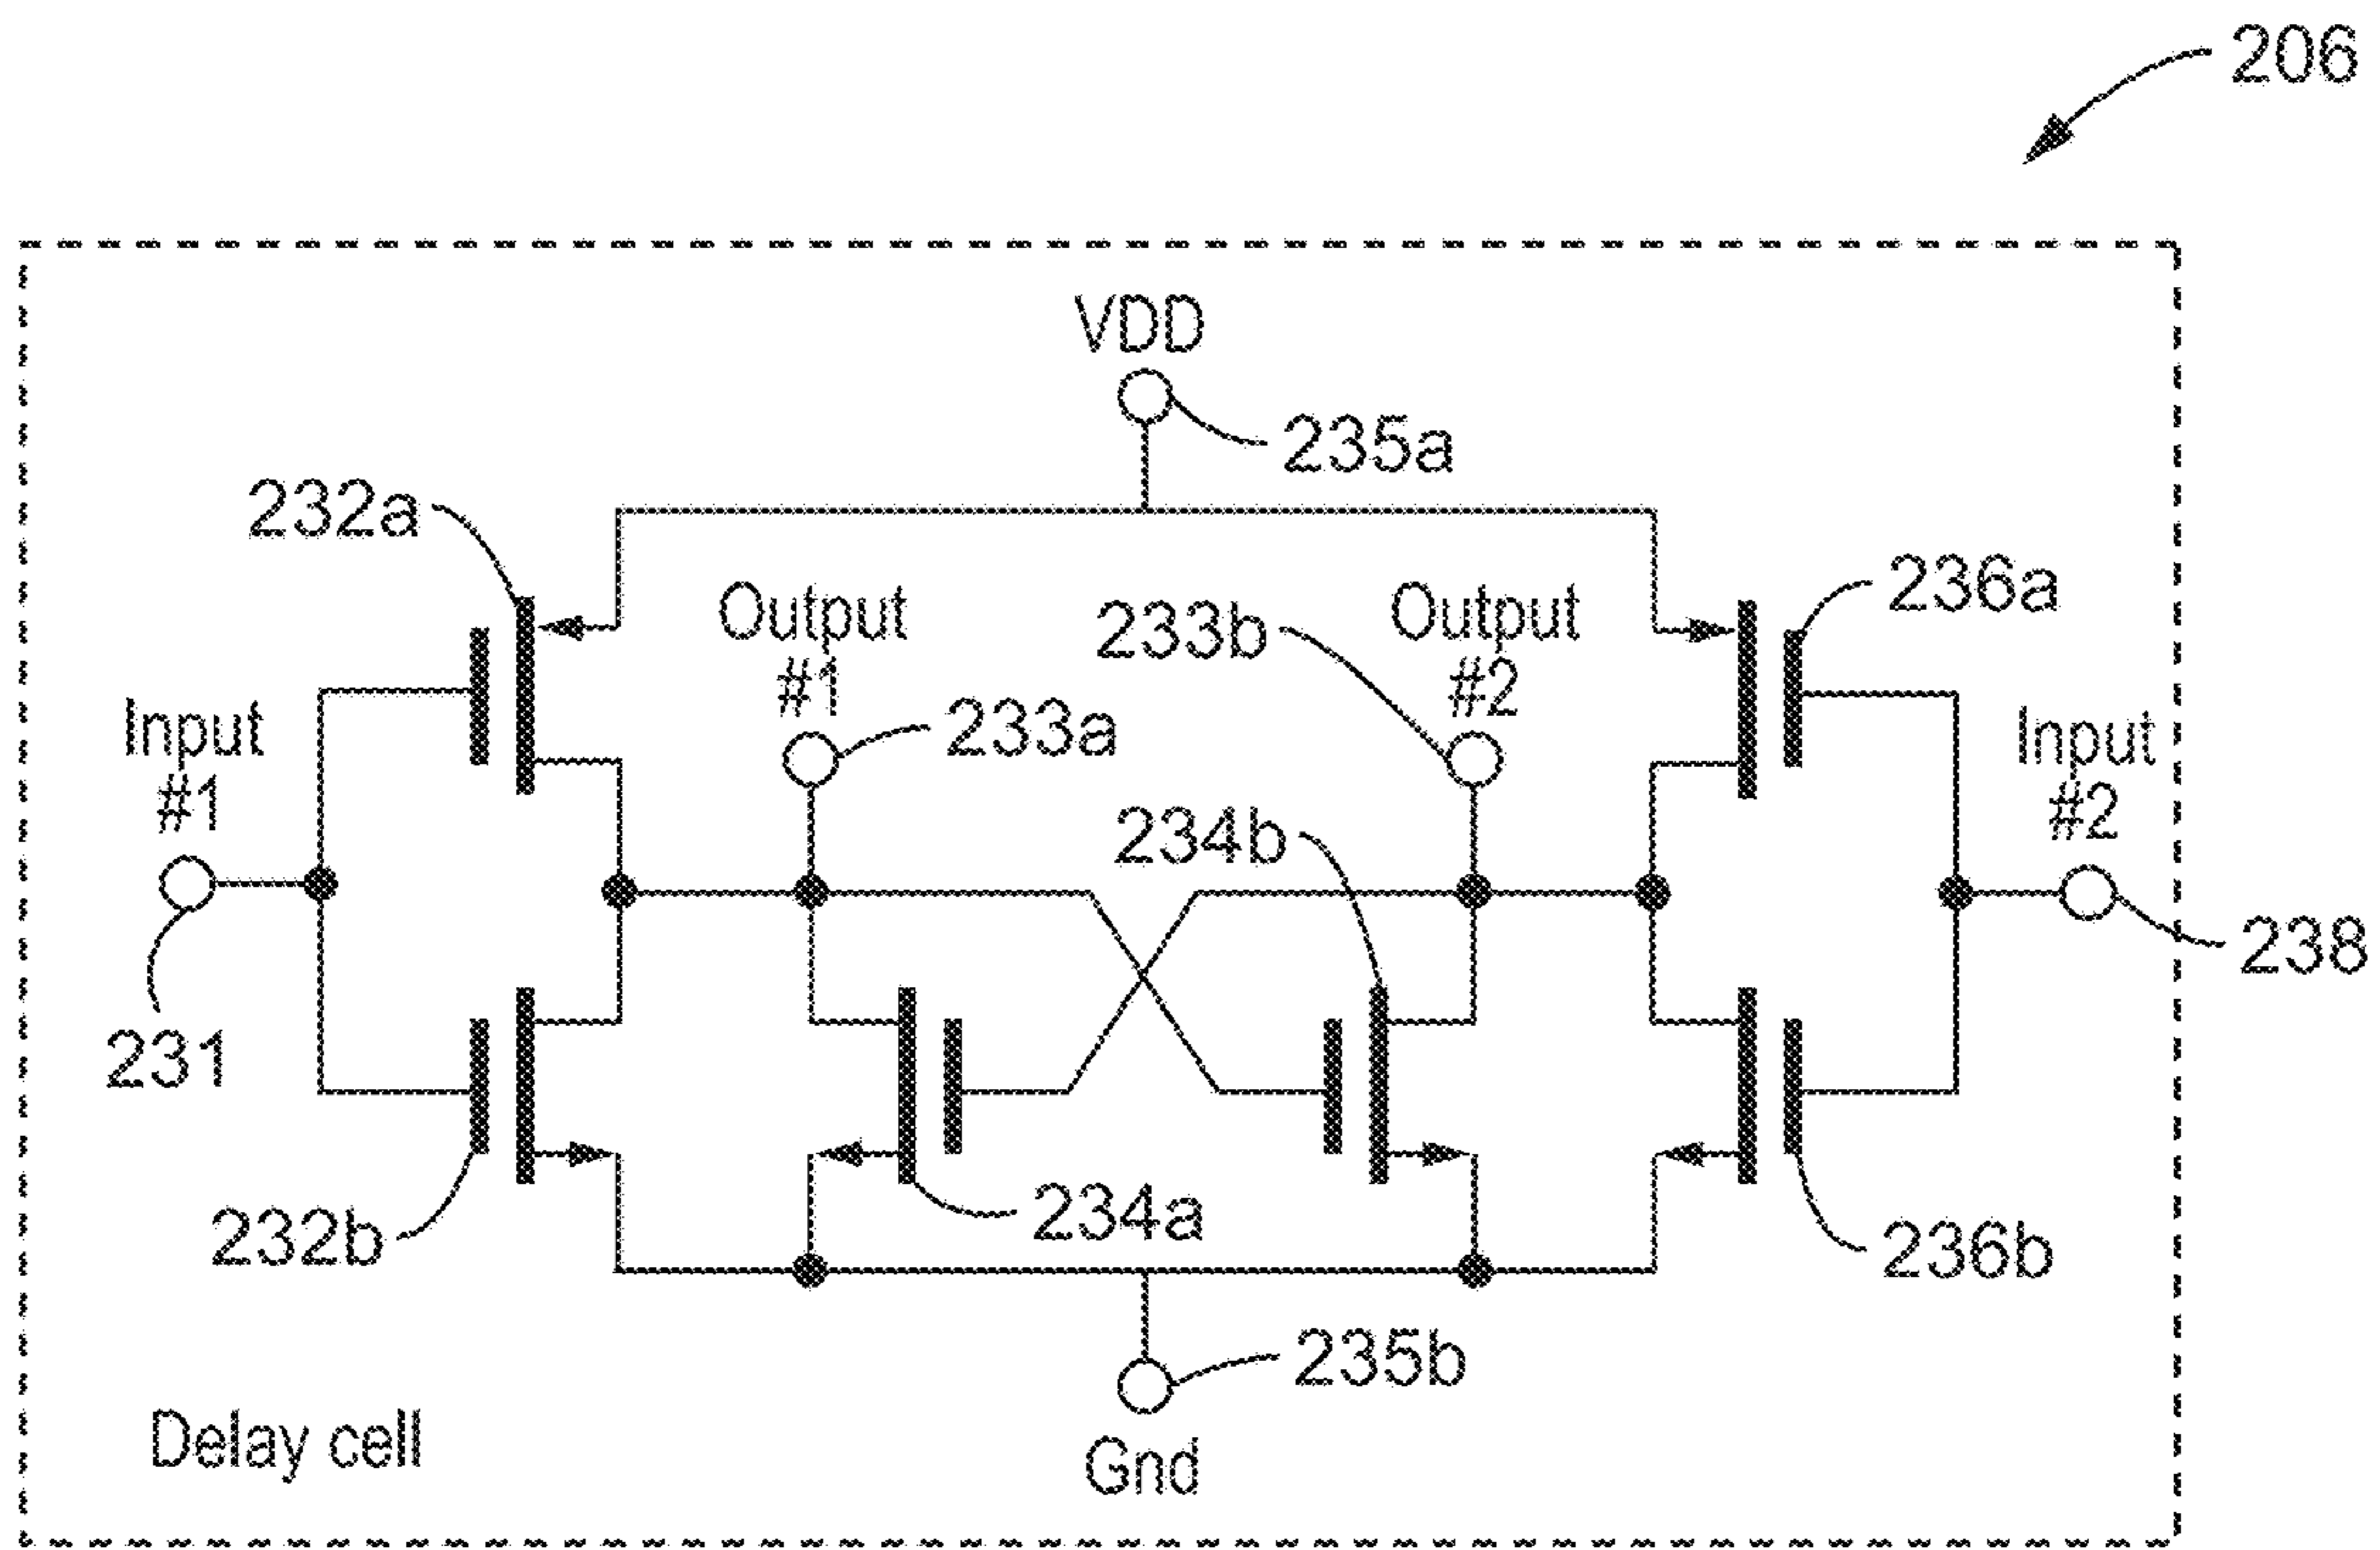 206
VDD
235a
232a
236a
Output
#1
233b
Output
#2
233a
Input
#1
Input
#2
234b
231
238
232b
234a
236b
235b
Delay cell
Gnd